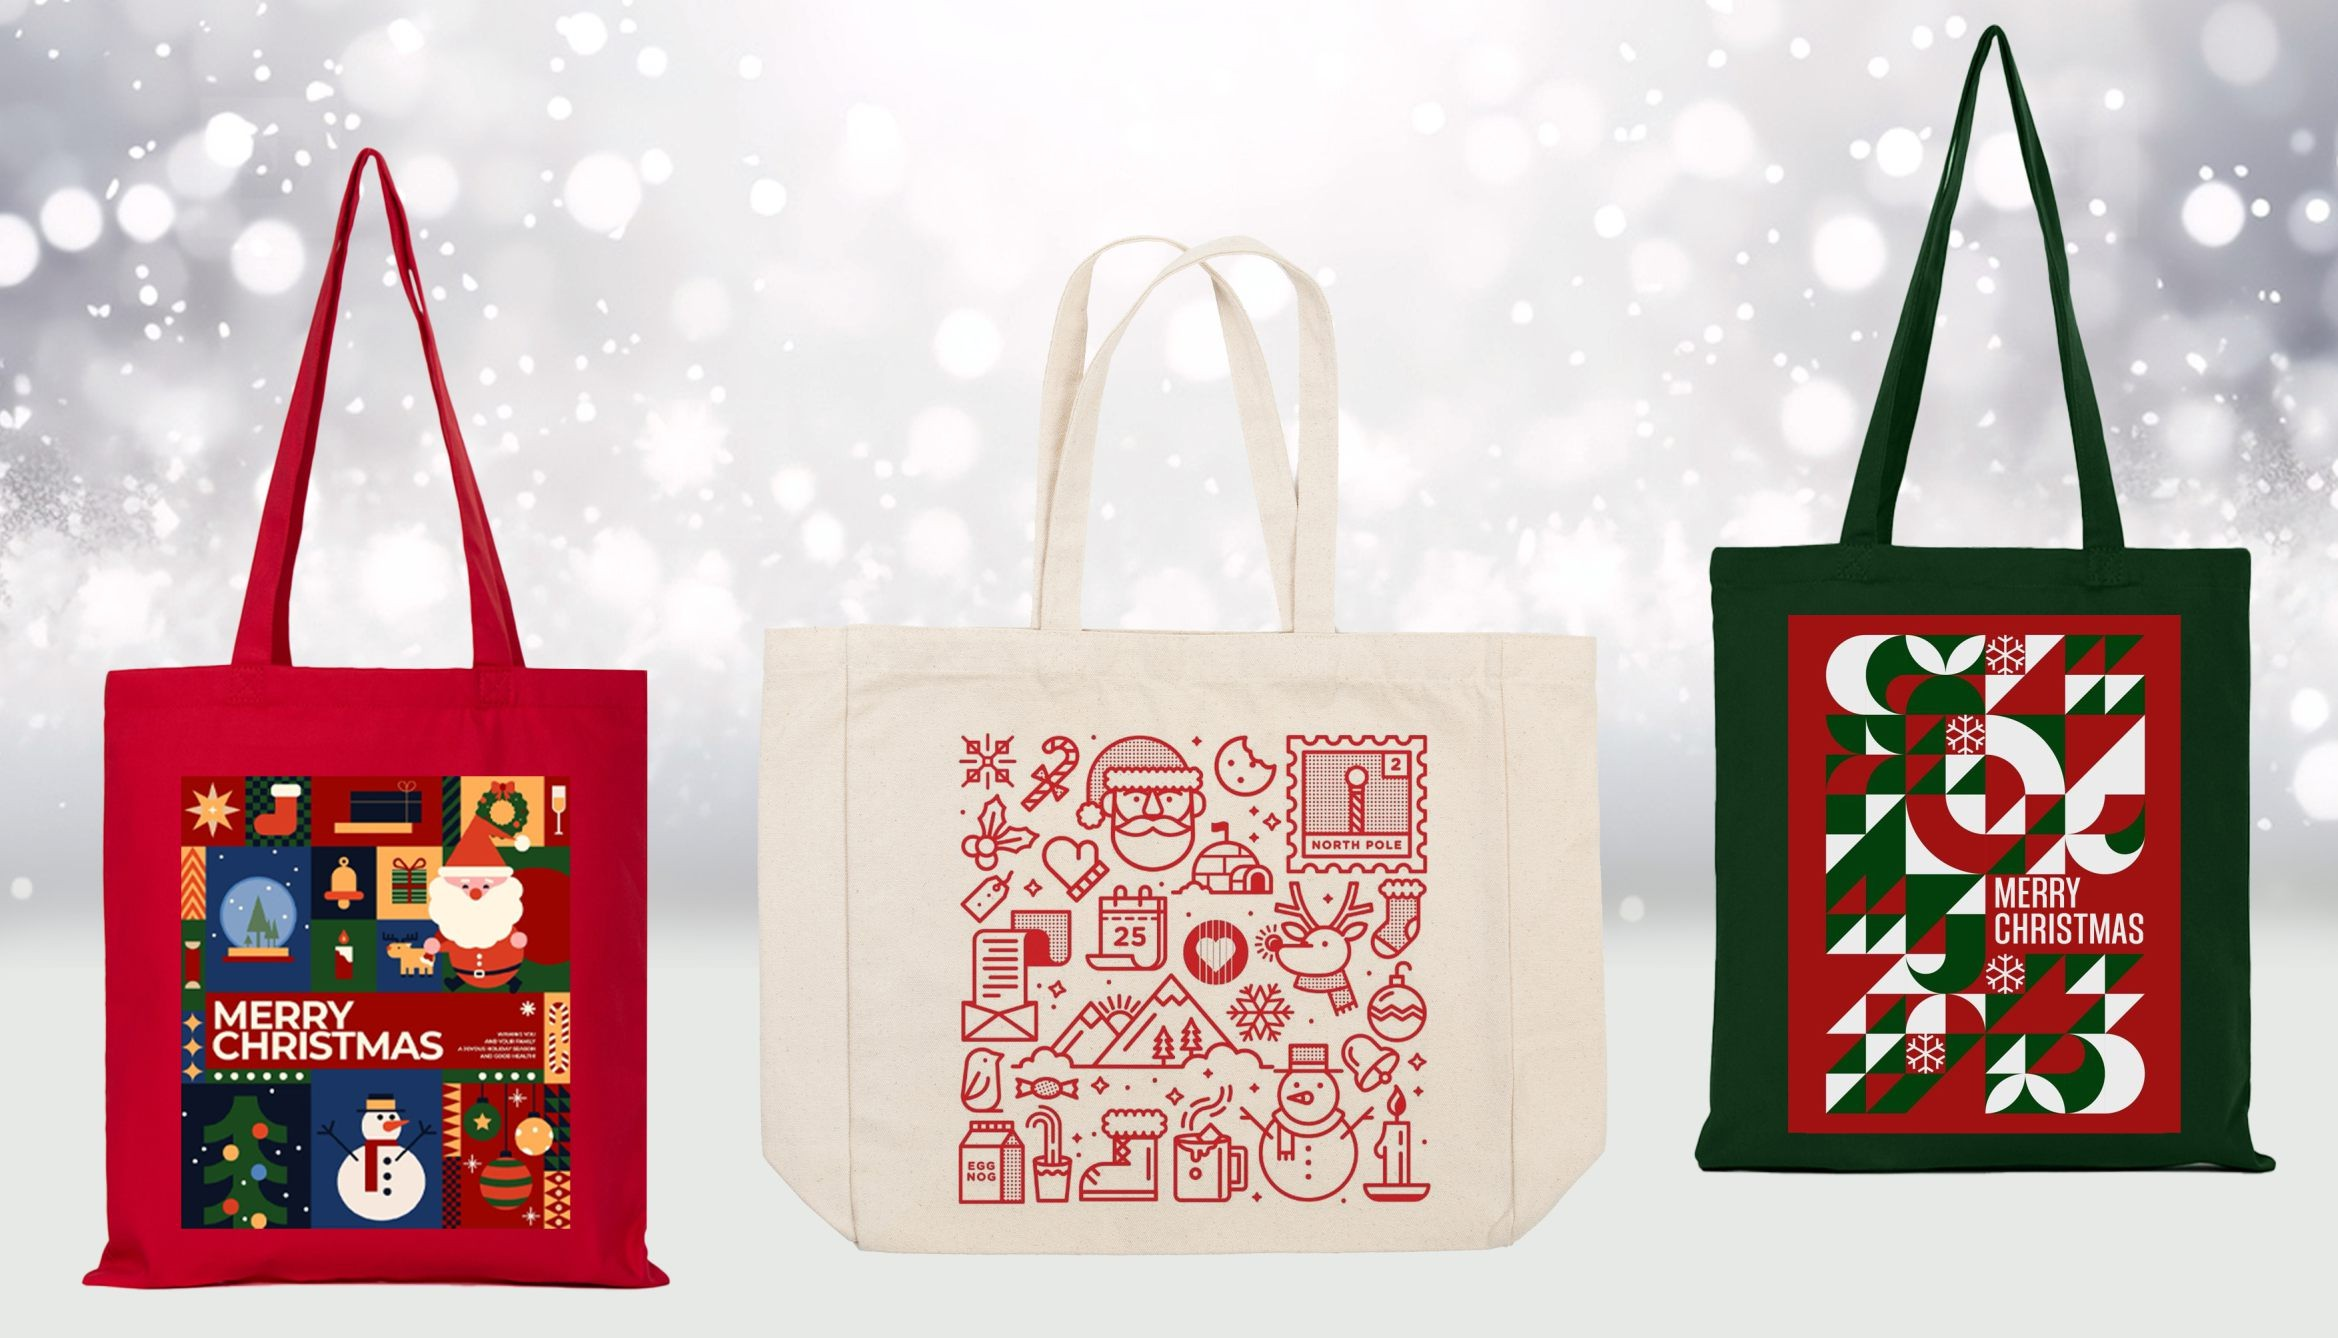 MERRY
CHRISTMAS
WISHING YOU
AND YOUR FAMILY
A JOYOUS HOLIDAY SEASON
AND GOOD HEALTH!
2
NORTH POLE
25
EGG
NOG
MERRY
CHRISTMAS